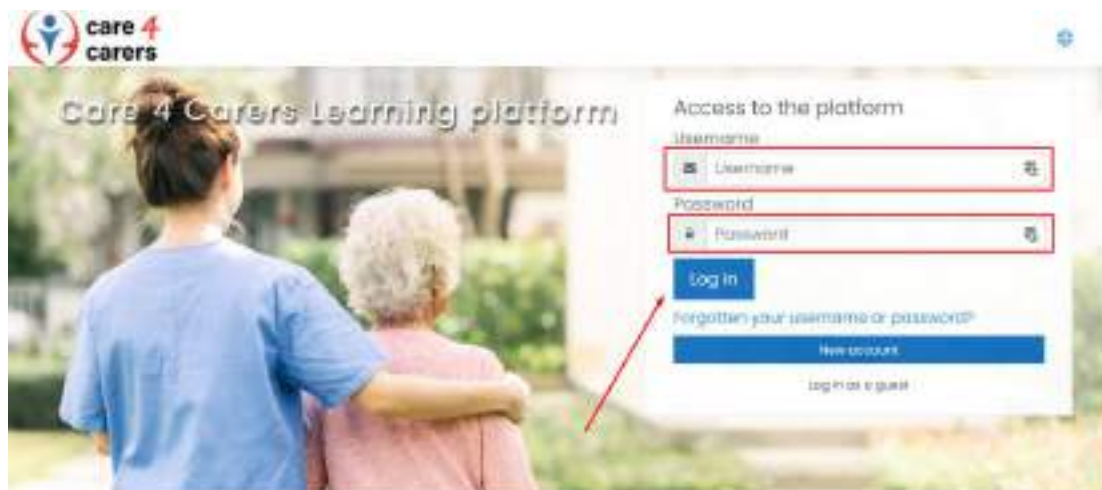 care 4
carers
Care 4 Carers Learning platform
Access to the platform
Username
Username
Password
Password
Log in
Forgotten your username or password?
New account
Log in as a guest